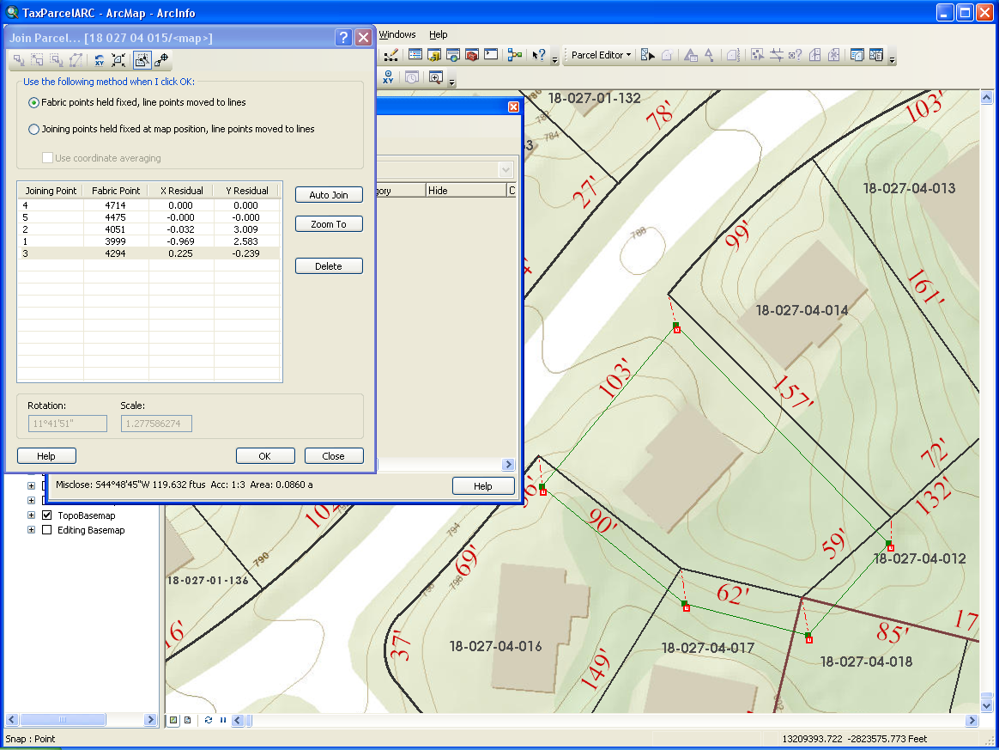 TaxParcelARC - ArcMap - ArcInfo
Join Parcel... [18 027 04 015/<map>]
Windows Help
Parcel Editor
Use the following method when I click OK:
Fabric points held fixed, line points moved to lines
Joining points held fixed at map position, line points moved to lines
Use coordinate averaging
Joining Point Fabric Point X Residual Y Residual
4 4714 0.000 0.000
5 4475 -0.000 -0.000
2 4051 -0.032 3.009
1 3999 -0.969 2.583
3 4294 0.225 -0.239
Auto Join
Zoom To
Delete
Rotation: Scale:
11°41'51" 1.277586274
Help OK Close
gory Hide C
Misclose: S44°48'45"W 119.632 ftus Acc: 1:3 Area: 0.0860 a
Help
TopoBasemap
Editing Basemap
18-027-01-132
786
782
784
78'
103'
27'
788
18-027-04-013
99'
161'
18-027-04-014
103'
157'
72'
132'
90'
59'
18-027-04-012
102'
794
790
18-027-01-136
69'
798
796
62'
16'
37'
18-027-04-016
149'
18-027-04-017
85'
17
18-027-04-018
Snap : Point
13209393.722 -2823575.773 Feet